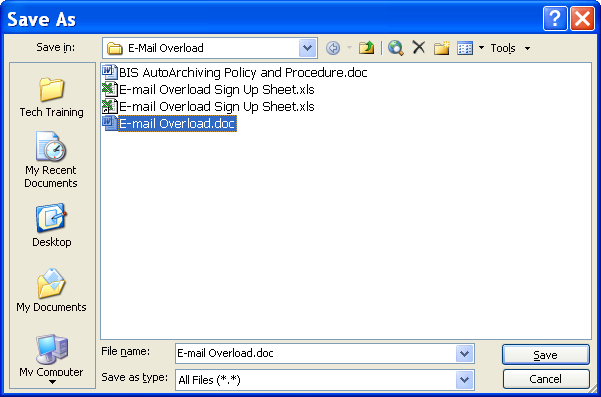 Save As
Save in:
E-Mail Overload
Tools
Tech Training
My Recent
Documents
Desktop
My Documents
My Computer
BIS AutoArchiving Policy and Procedure.doc
E-mail Overload Sign Up Sheet.xls
E-mail Overload Sign Up Sheet.xls
E-mail Overload.doc
File name:
E-mail Overload.doc
Save
Save as type:
All Files (*.*)
Cancel